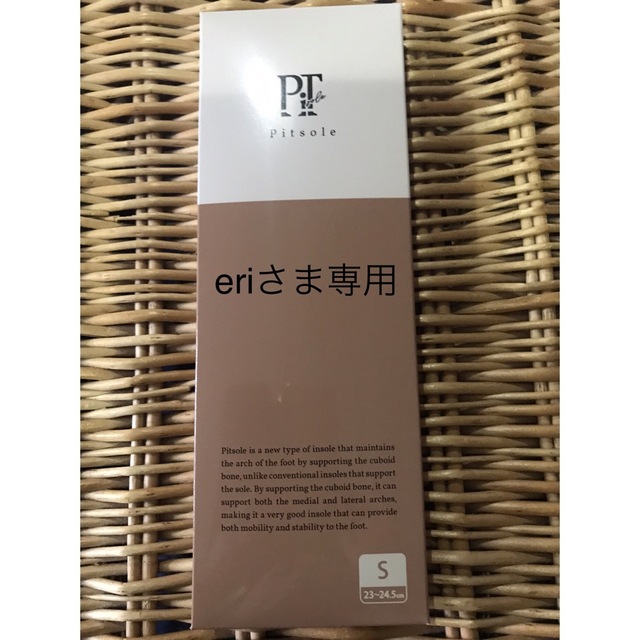 PiT
sole
Pitsole
eriさま専用
Pitsole is a new type of insole that maintains
the arch of the foot by supporting the cuboid
bone, unlike conventional insoles that support
the sole. By supporting the cuboid bone, it can
support both the medial and lateral arches,
making it a very good insole that can provide
both mobility and stability to the foot.
S
23~24.5cm